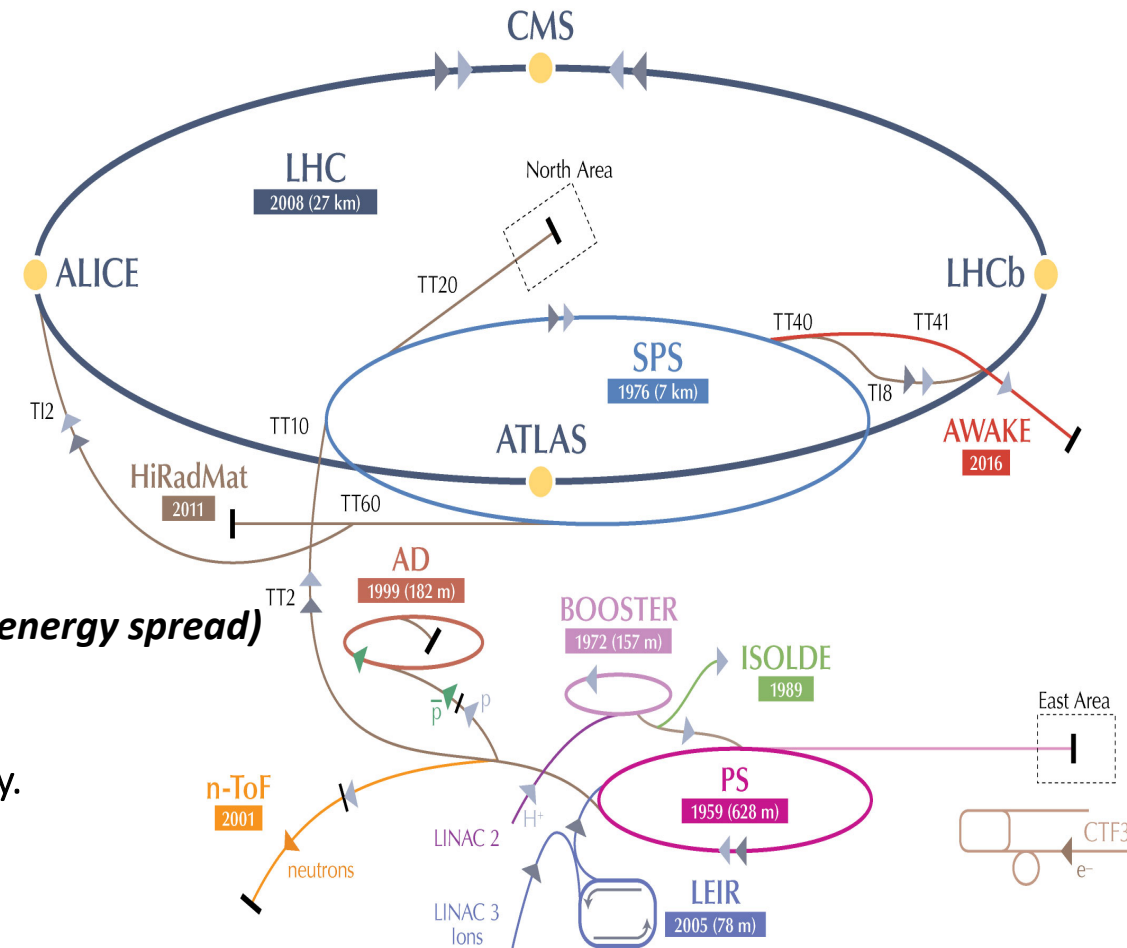 CMS
LHC
2008 (27 km)
North Area
ALICE
LHCb
TT20
TT40
TT41
SPS
1976 (7 km)
TI8
TI2
TT10
ATLAS
AWAKE
2016
HiRadMat
2011
TT60
AD
1999 (182 m)
TT2
BOOSTER
1972 (157 m)
energy spread)
ISOLDE
1989
p̅
p
East Area
y.
n-ToF
2001
PS
1959 (628 m)
H+
LINAC 2
CTF3
neutrons
e–
LEIR
2005 (78 m)
LINAC 3
Ions